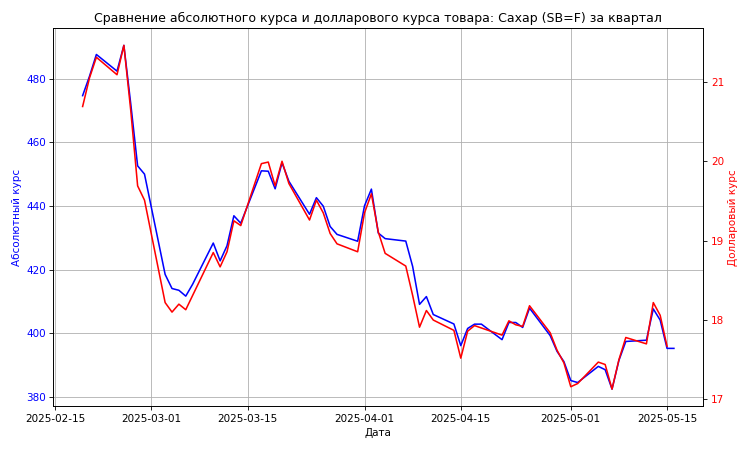 Сравнение абсолютного курса и долларового курса товара: Сахар (SB=F) за квартал
480
460
440
420
400
380
Абсолютный курс
21
20
19
18
17
Долларовый курс
2025-02-15 2025-03-01 2025-03-15 2025-04-01 2025-04-15 2025-05-01 2025-05-15
Дата